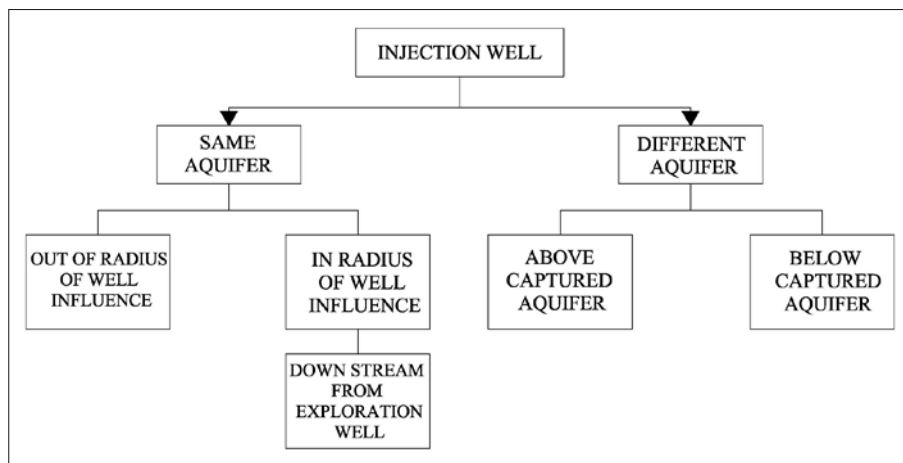 INJECTION WELL
SAME
AQUIFER
DIFFERENT
AQUIFER
OUT OF RADIUS
OF WELL
INFLUENCE
IN RADIUS
OF WELL
INFLUENCE
ABOVE
CAPTURED
AQUIFER
BELOW
CAPTURED
AQUIFER
DOWN STREAM
FROM
EXPLORATION
WELL